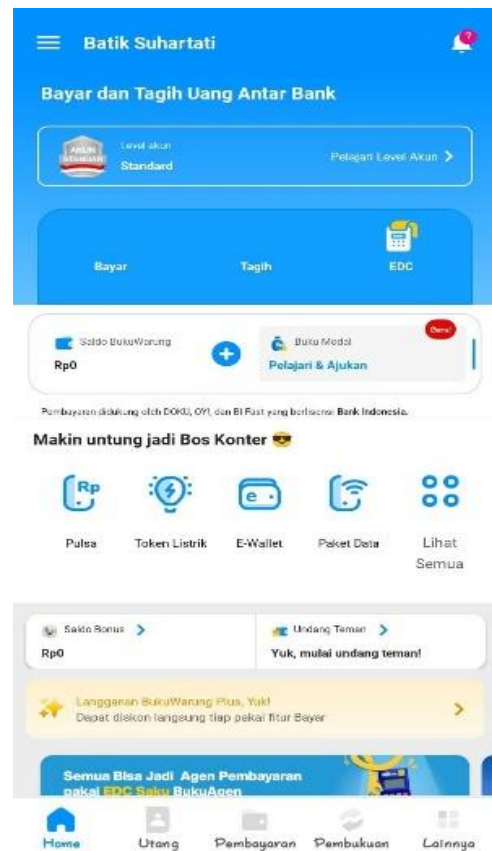 Batik Suhartati
7
Bayar dan Tagih Uang Antar Bank
AKUN
STANDAR
Level akun
Standard
Pelajari Level Akun >
Bayar
Tagih
EDC
Saldo BukuWarung
Rp0
Baru!
Buku Modal
Pelajari & Ajukan
Pembayaran didukung oleh DOKU, OY!, dan BI Fast yang berlisensi Bank Indonesia.
Makin untung jadi Bos Konter 😎
Rp
e
Pulsa
Token Listrik
E-Wallet
Paket Data
Lihat
Semua
Saldo Bonus >
Rp0
Undang Teman >
Yuk, mulai undang teman!
Langganan BukuWarung Plus, Yuk!
Dapat diskon langsung tiap pakai fitur Bayar
Semua Bisa Jadi Agen Pembayaran
pakai EDC Saku BukuAgen
Home
Utang
Pembayaran
Pembukuan
Lainnya